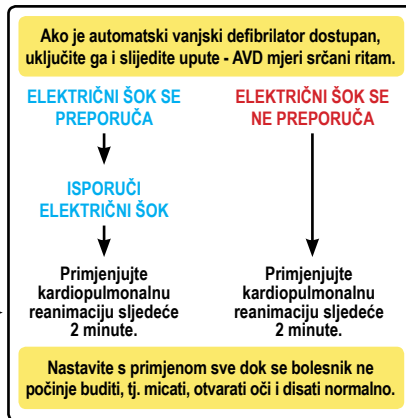 Ako je automatski vanjski defibrilator dostupan,
uključite ga i slijedite upute - AVD mjeri srčani ritam.
ELEKTRIČNI ŠOK SE
PREPORUČA
ISPORUČI
ELEKTRIČNI ŠOK
Primjenjujte
kardiopulmonalnu
reanimaciju sljedeće
2 minute.
ELEKTRIČNI ŠOK SE
NE PREPORUČA
Primjenjujte
kardiopulmonalnu
reanimaciju sljedeće
2 minute.
Nastavite s primjenom sve dok se bolesnik ne
počinje buditi, tj. micati, otvarati oči i disati normalno.